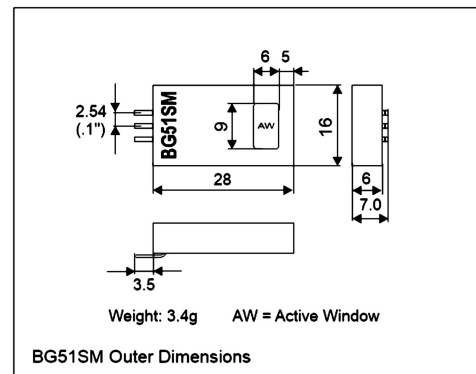 6 5
2.54
(.1")
BG51SM
9
AW
16
28
6
7.0
3.5
Weight: 3.4g AW = Active Window
BG51SM Outer Dimensions